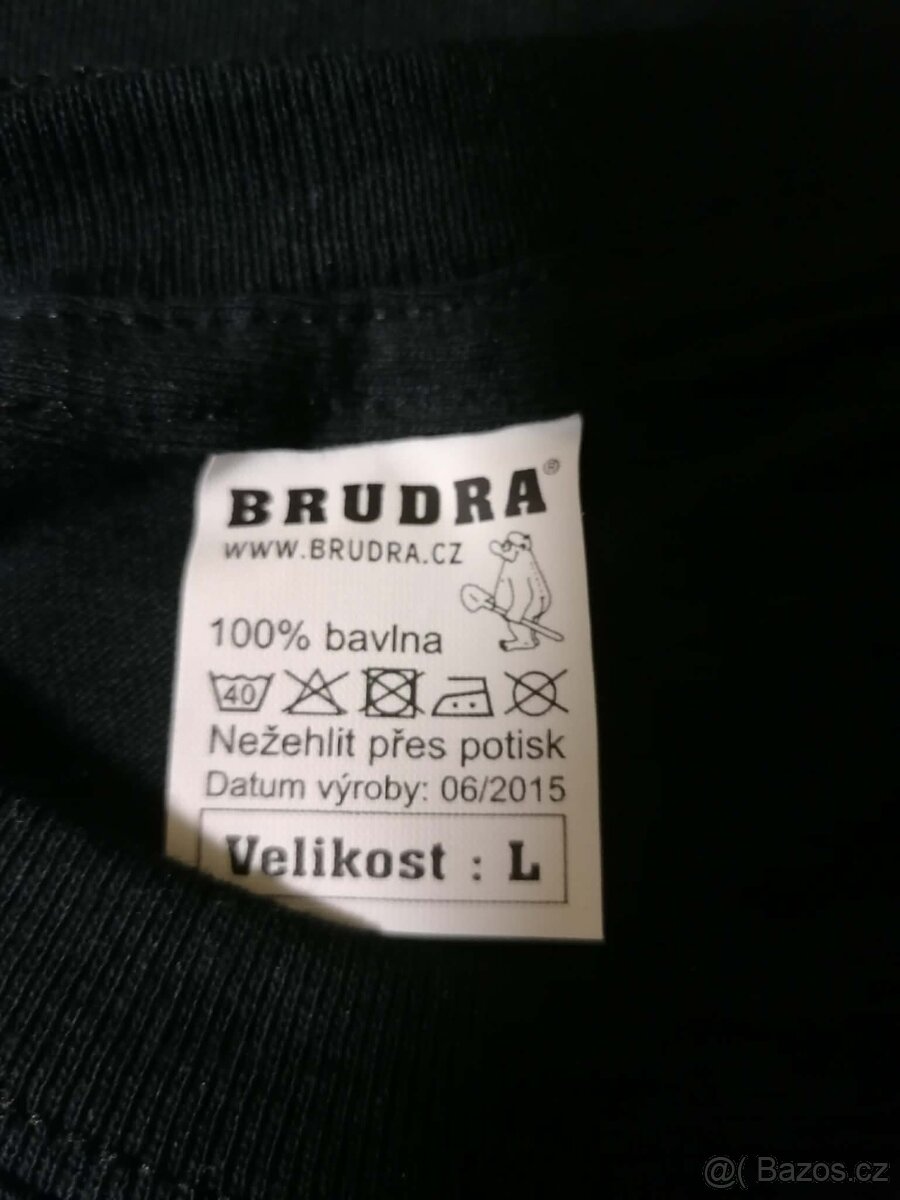 BRUDRA®
WWW.BRUDRA.CZ
100% bavlna
40
Nežehlit přes potisk
Datum výroby: 06/2015
Velikost : L
@( Bazos.cz